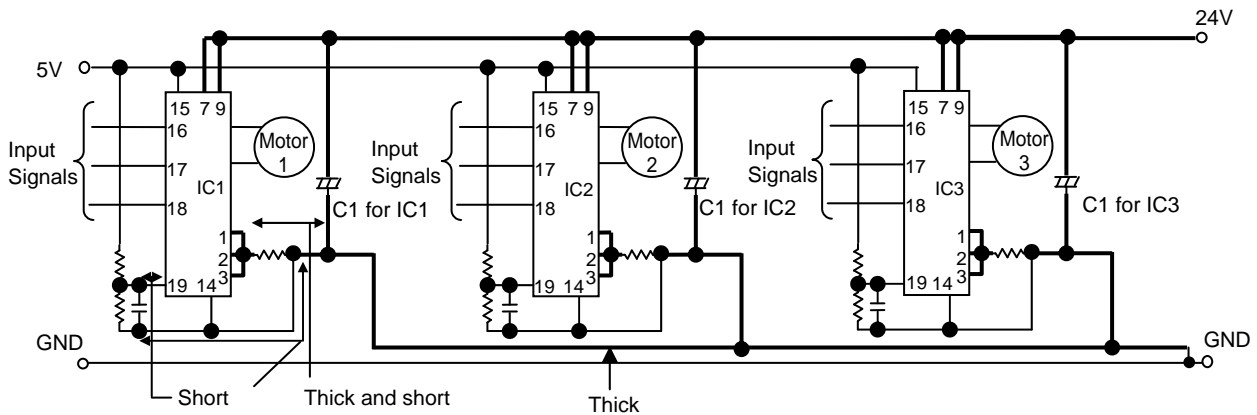 24V
5V
15 7 9
15 7 9
15 7 9
Input
Signals
16
17
18
IC1
Motor
1
C1 for IC1
1
2
3
19 14
Input
Signals
16
17
18
IC2
Motor
2
C1 for IC2
1
2
3
19 14
Input
Signals
16
17
18
IC3
Motor
3
C1 for IC3
1
2
3
19 14
GND
GND
Short
Thick and short
Thick